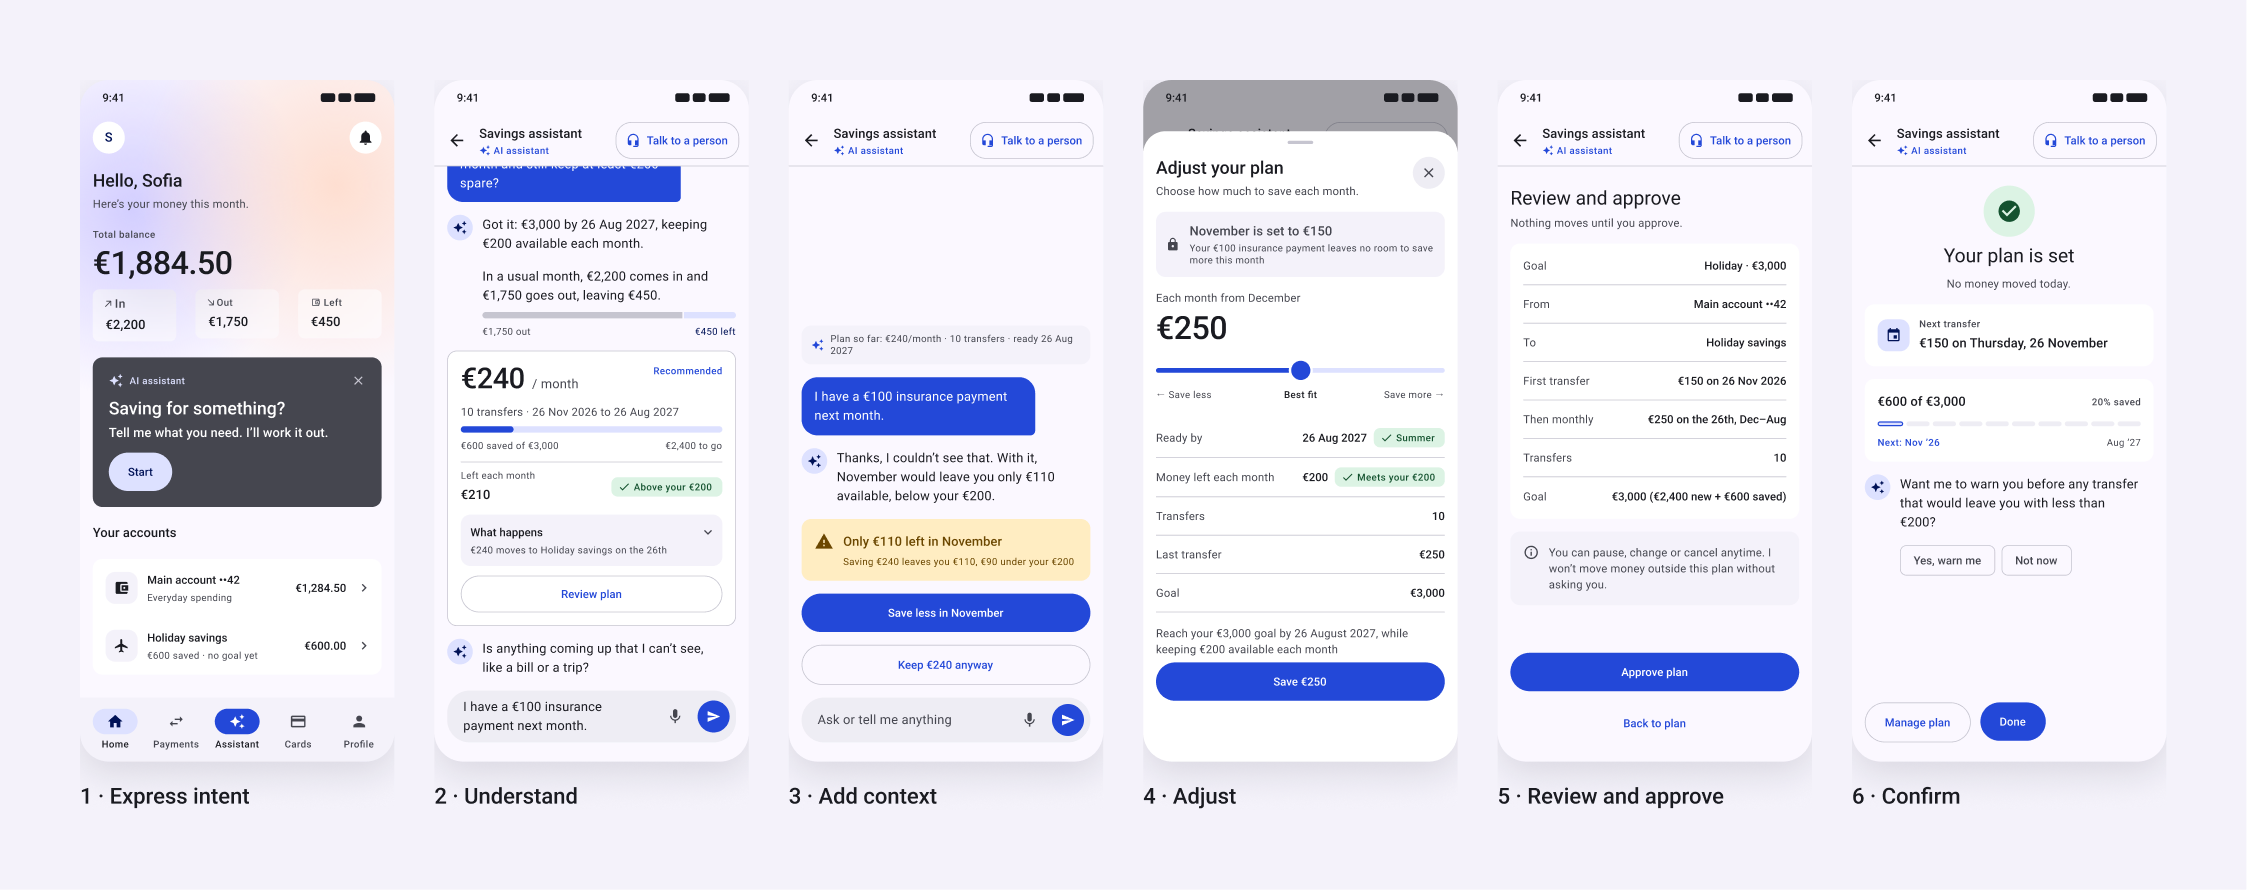 9:41
S
Hello, Sofia
Here's your money this month.
Total balance
€1,884.50
In
€2,200
Out
€1,750
Left
€450
AI assistant
Saving for something?
Tell me what you need. I'll work it out.
Start
Your accounts
Main account ••42
Everyday spending
€1,284.50
Holiday savings
€600 saved · no goal yet
€600.00
Home
Payments
Assistant
Cards
Profile
1 · Express intent
9:41
Savings assistant
AI assistant
Talk to a person
spare?
Got it: €3,000 by 26 Aug 2027, keeping
€200 available each month.
In a usual month, €2,200 comes in and
€1,750 goes out, leaving €450.
€1,750 out
€450 left
€240 / month
Recommended
10 transfers · 26 Nov 2026 to 26 Aug 2027
€600 saved of €3,000
€2,400 to go
Left each month
€210
Above your €200
What happens
€240 moves to Holiday savings on the 26th
Review plan
Is anything coming up that I can't see,
like a bill or a trip?
I have a €100 insurance
payment next month.
2 · Understand
9:41
Savings assistant
AI assistant
Talk to a person
Plan so far: €240/month · 10 transfers · ready 26 Aug
2027
I have a €100 insurance payment
next month.
Thanks, I couldn't see that. With it,
November would leave you only €110
available, below your €200.
Only €110 left in November
Saving €240 leaves you €110, €90 under your €200
Save less in November
Keep €240 anyway
Ask or tell me anything
3 · Add context
9:41
Adjust your plan
Choose how much to save each month.
November is set to €150
Your €100 insurance payment leaves no room to save
more this month
Each month from December
€250
← Save less
Best fit
Save more →
Ready by
26 Aug 2027
Summer
Money left each month
€200
Meets your €200
Transfers
10
Last transfer
€250
Goal
€3,000
Reach your €3,000 goal by 26 August 2027, while
keeping €200 available each month
Save €250
4 · Adjust
9:41
Savings assistant
AI assistant
Talk to a person
Review and approve
Nothing moves until you approve.
Goal
Holiday · €3,000
From
Main account ••42
To
Holiday savings
First transfer
€150 on 26 Nov 2026
Then monthly
€250 on the 26th, Dec–Aug
Transfers
10
Goal
€3,000 (€2,400 new + €600 saved)
You can pause, change or cancel anytime. I
won't move money outside this plan without
asking you.
Approve plan
Back to plan
5 · Review and approve
9:41
Savings assistant
AI assistant
Talk to a person
Your plan is set
No money moved today.
Next transfer
€150 on Thursday, 26 November
€600 of €3,000
20% saved
Next: Nov '26
Aug '27
Want me to warn you before any transfer
that would leave you with less than
€200?
Yes, warn me
Not now
Manage plan
Done
6 · Confirm